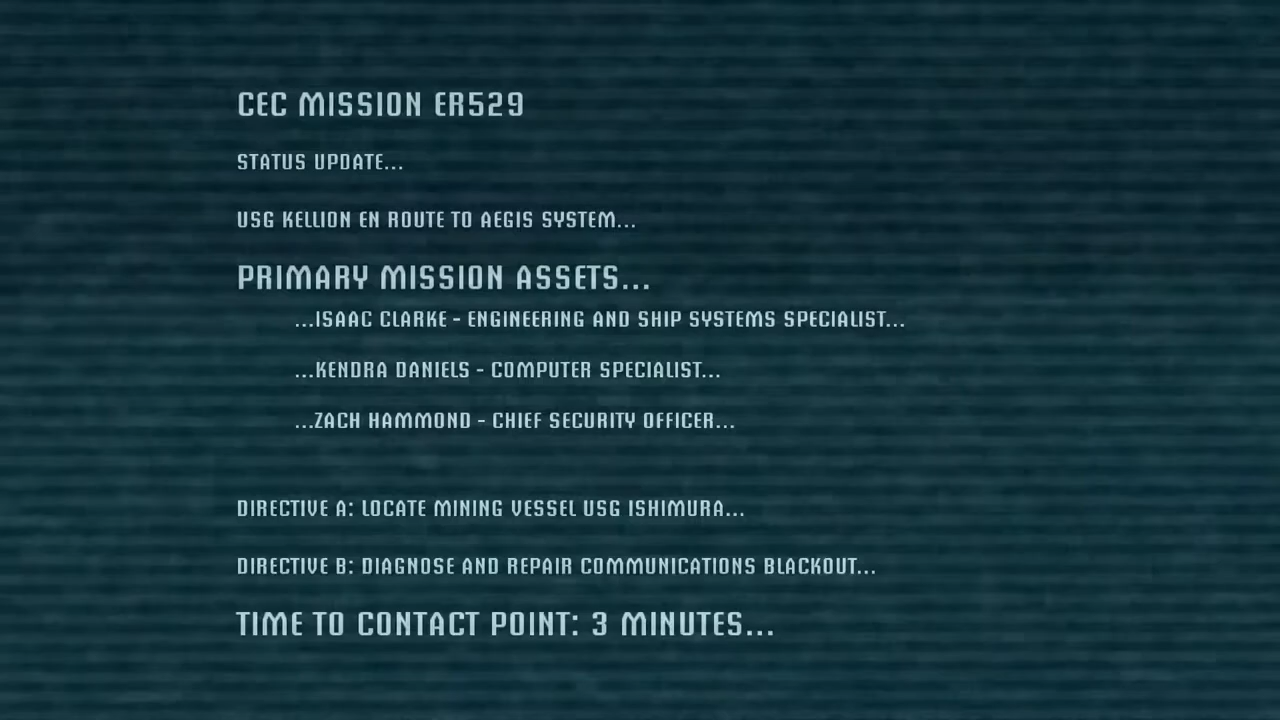 CEC MISSION ER529
STATUS UPDATE...
USG KELLION EN ROUTE TO AEGIS SYSTEM...
PRIMARY MISSION ASSETS...
...ISAAC CLARKE - ENGINEERING AND SHIP SYSTEMS SPECIALIST...
...KENDRA DANIELS - COMPUTER SPECIALIST...
...ZACH HAMMOND - CHIEF SECURITY OFFICER...
DIRECTIVE A: LOCATE MINING VESSEL USG ISHIMURA...
DIRECTIVE B: DIAGNOSE AND REPAIR COMMUNICATIONS BLACKOUT...
TIME TO CONTACT POINT: 3 MINUTES...